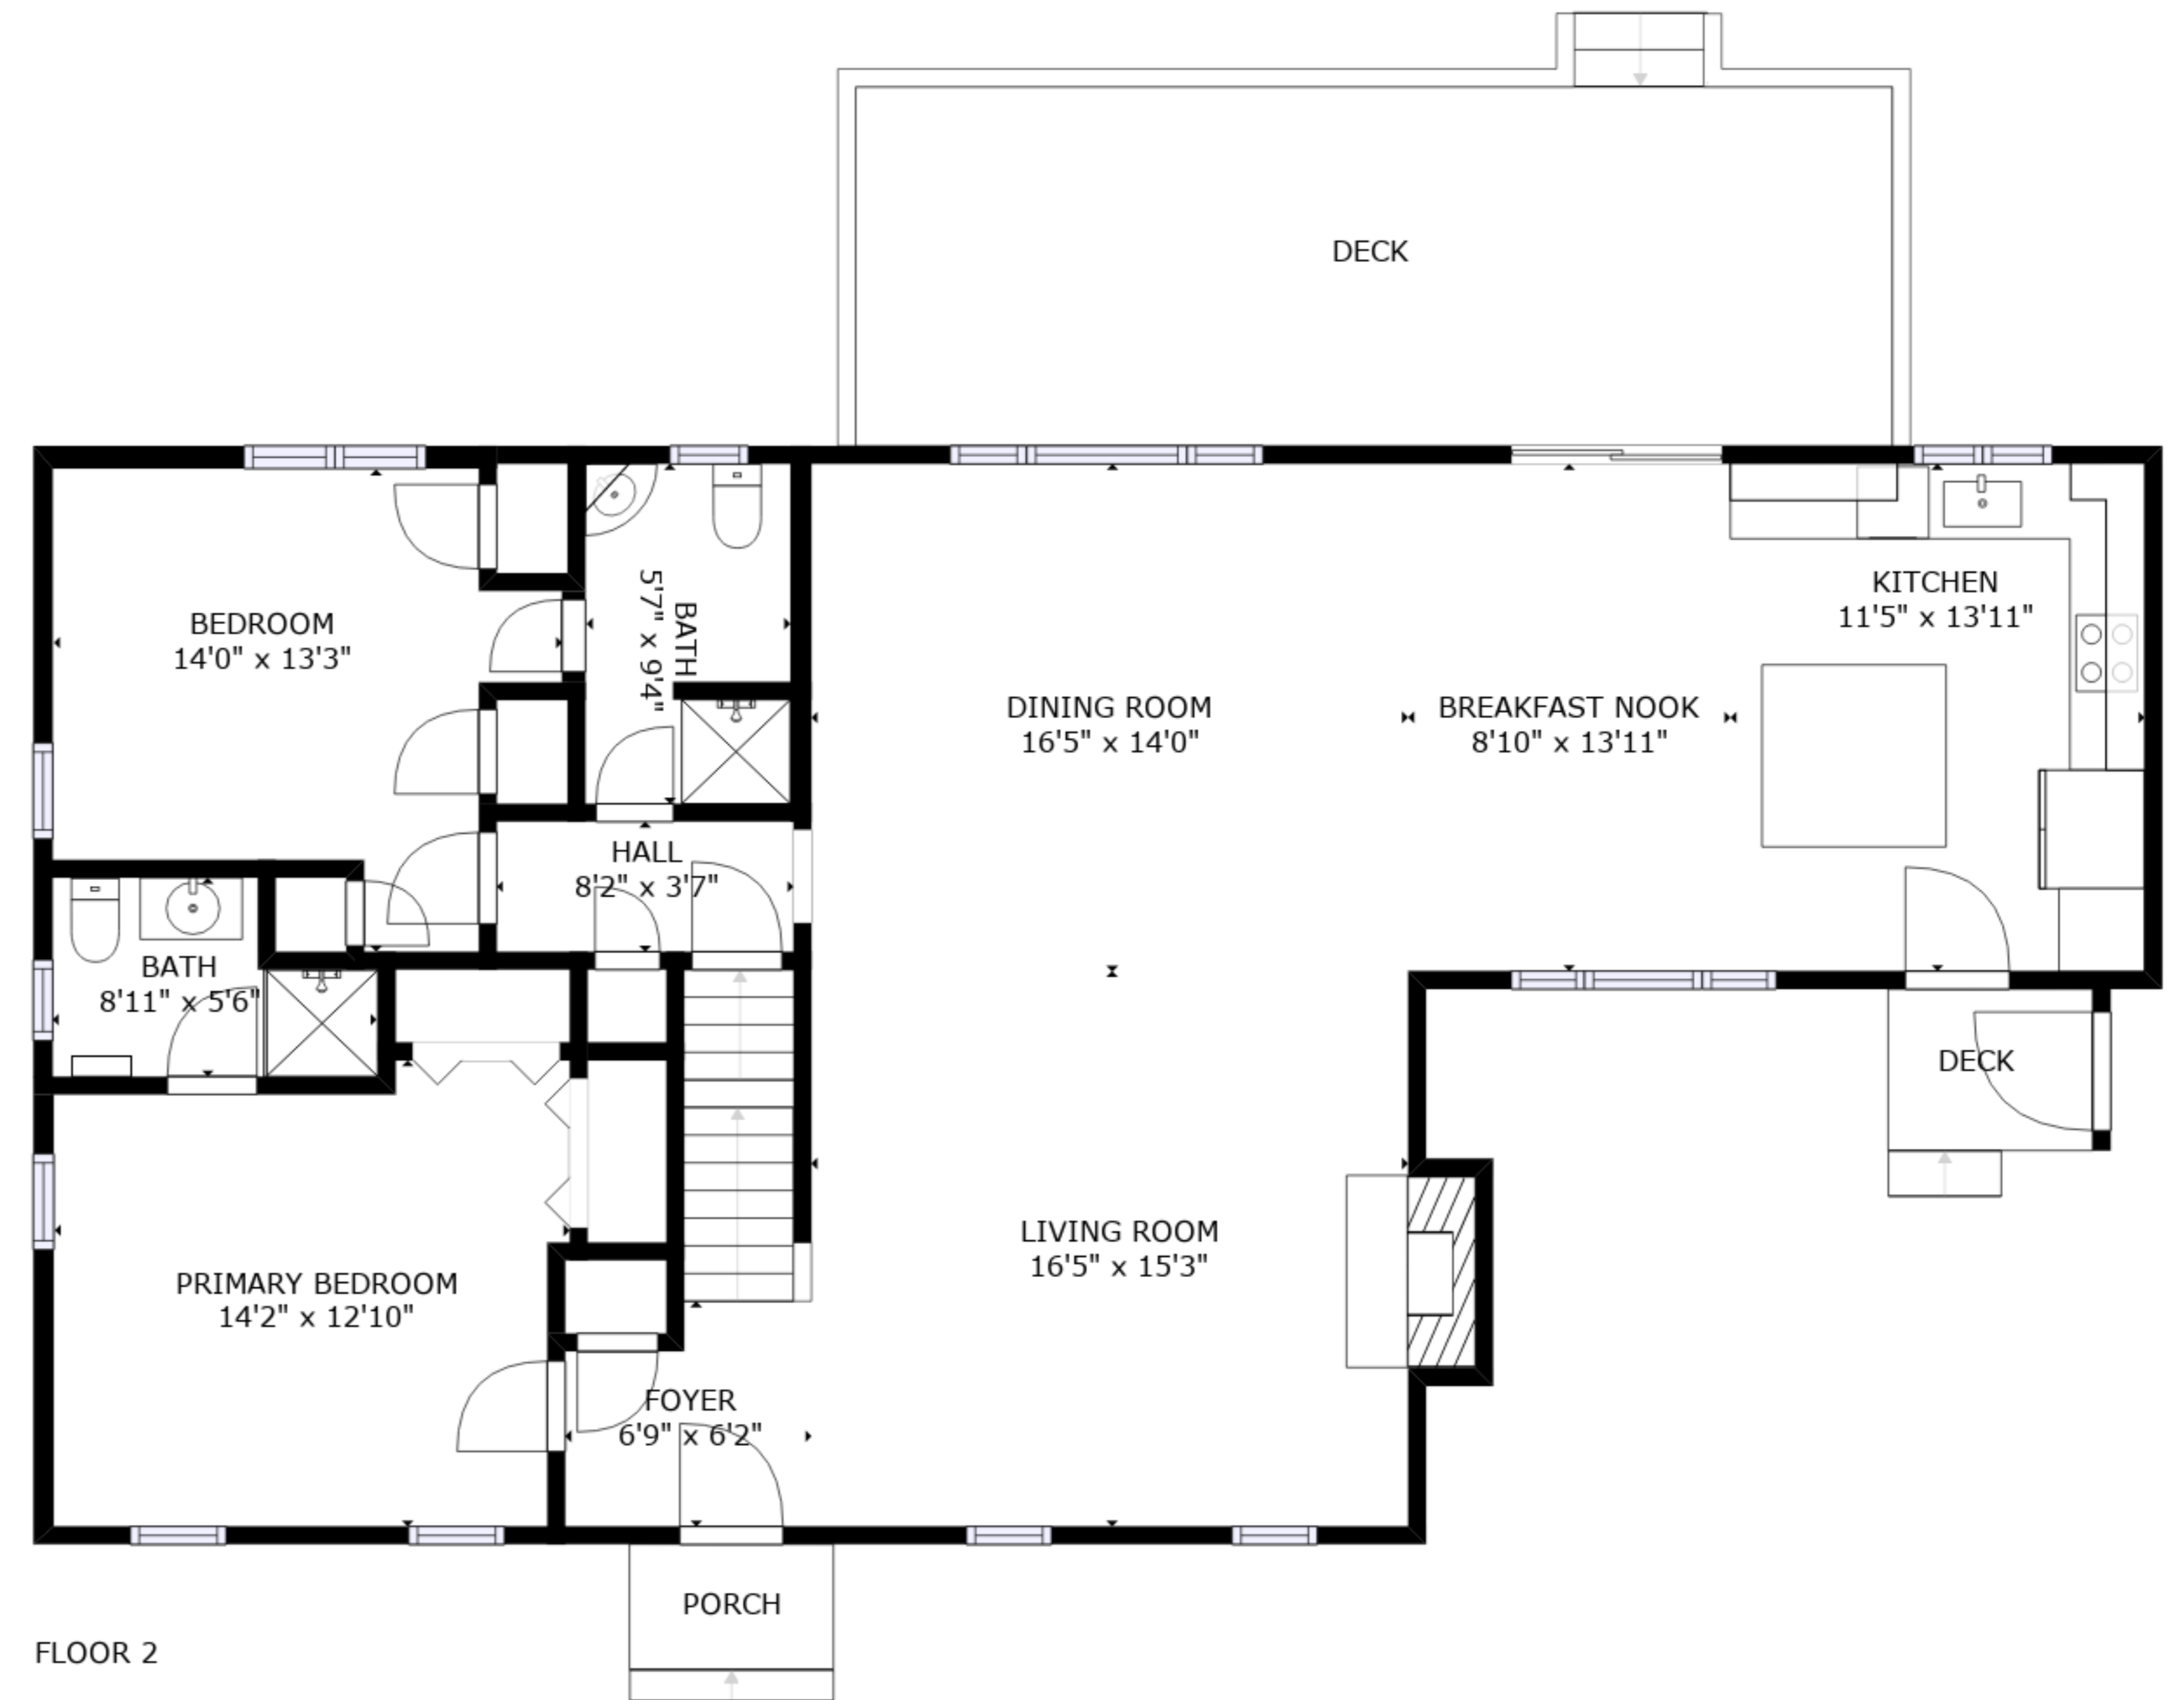 DECK
BEDROOM
14'0" x 13'3"
BATH
5'7" x 9'4"
KITCHEN
11'5" x 13'11"
DINING ROOM
16'5" x 14'0"
BREAKFAST NOOK
8'10" x 13'11"
HALL
8'2" x 3'7"
BATH
8'11" x 5'6"
DECK
LIVING ROOM
16'5" x 15'3"
PRIMARY BEDROOM
14'2" x 12'10"
FOYER
6'9" x 6'2"
PORCH
FLOOR 2